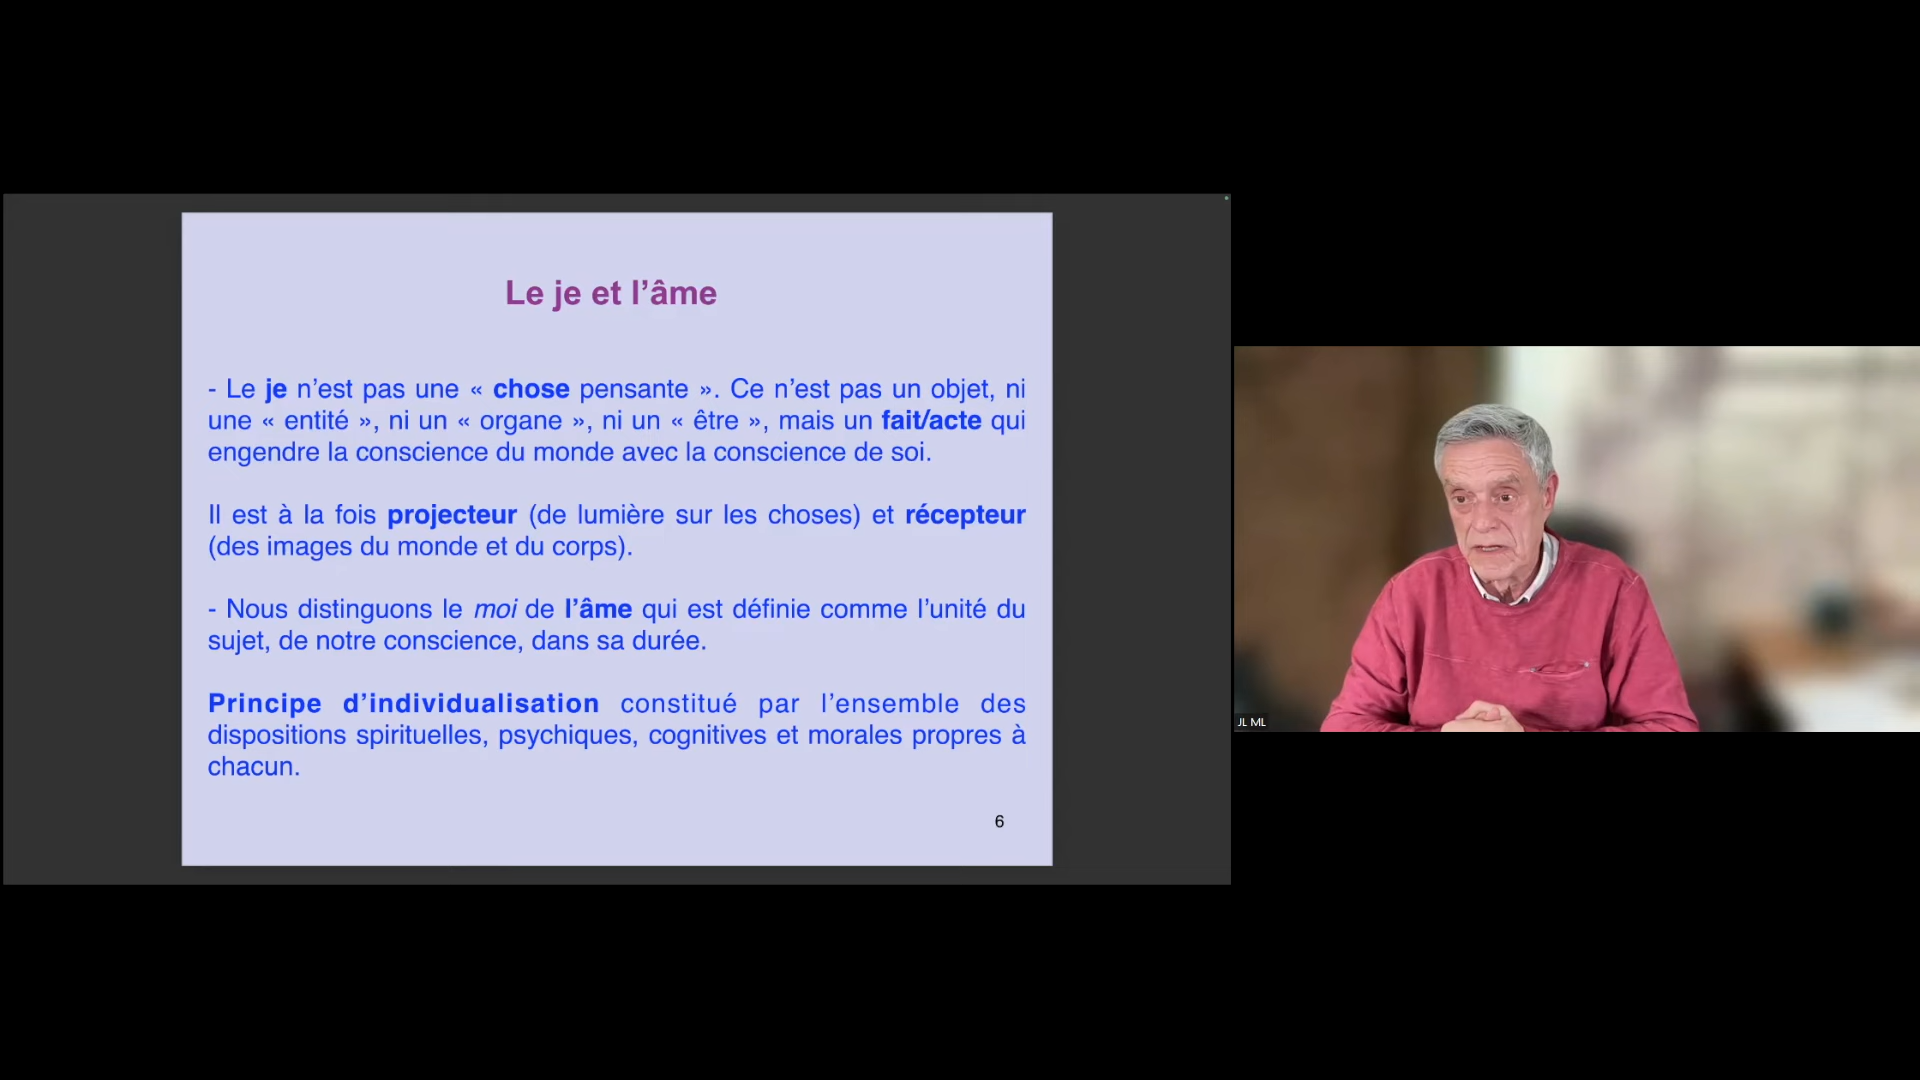 Le je et l’âme
- Le je n’est pas une « chose pensante ». Ce n’est pas un objet, ni
une « entité », ni un « organe », ni un « être », mais un fait/acte qui
engendre la conscience du monde avec la conscience de soi.
Il est à la fois projecteur (de lumière sur les choses) et récepteur
(des images du monde et du corps).
- Nous distinguons le moi de l’âme qui est définie comme l’unité du
sujet, de notre conscience, dans sa durée.
Principe d’individualisation constitué par l’ensemble des
dispositions spirituelles, psychiques, cognitives et morales propres à
chacun.
6
JL ML